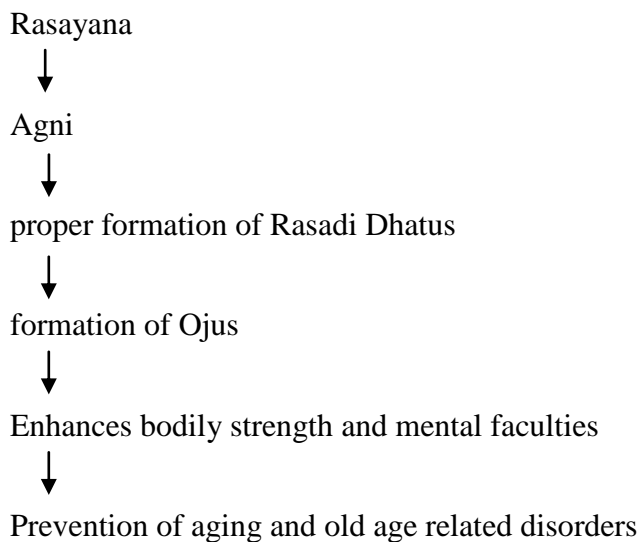 Rasayana
Agni
proper formation of Rasadi Dhatus
formation of Ojus
Enhances bodily strength and mental faculties
Prevention of aging and old age related disorders